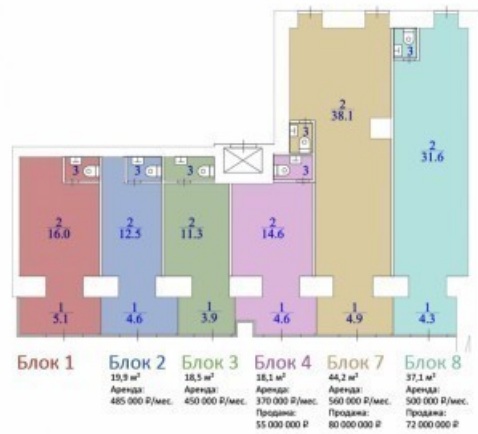 2
38.1
3
2
31.6
3
3
3
3
3
2
16.0
2
12.5
2
11.3
2
14.6
1
5.1
1
4.6
1
3.9
1
4.6
1
4.9
1
4.3
Блок 1
Блок 2
19,9 м²
Аренда:
485 000 ₽/мес.
Блок 3
18,5 м²
Аренда:
450 000 ₽/мес.
Блок 4
18,1 м²
Аренда:
370 000 ₽/мес.
Продажа:
55 000 000 ₽
Блок 7
44,2 м²
Аренда:
560 000 ₽/мес.
Продажа:
80 000 000 ₽
Блок 8
37,1 м²
Аренда:
500 000 ₽/мес.
Продажа:
72 000 000 ₽